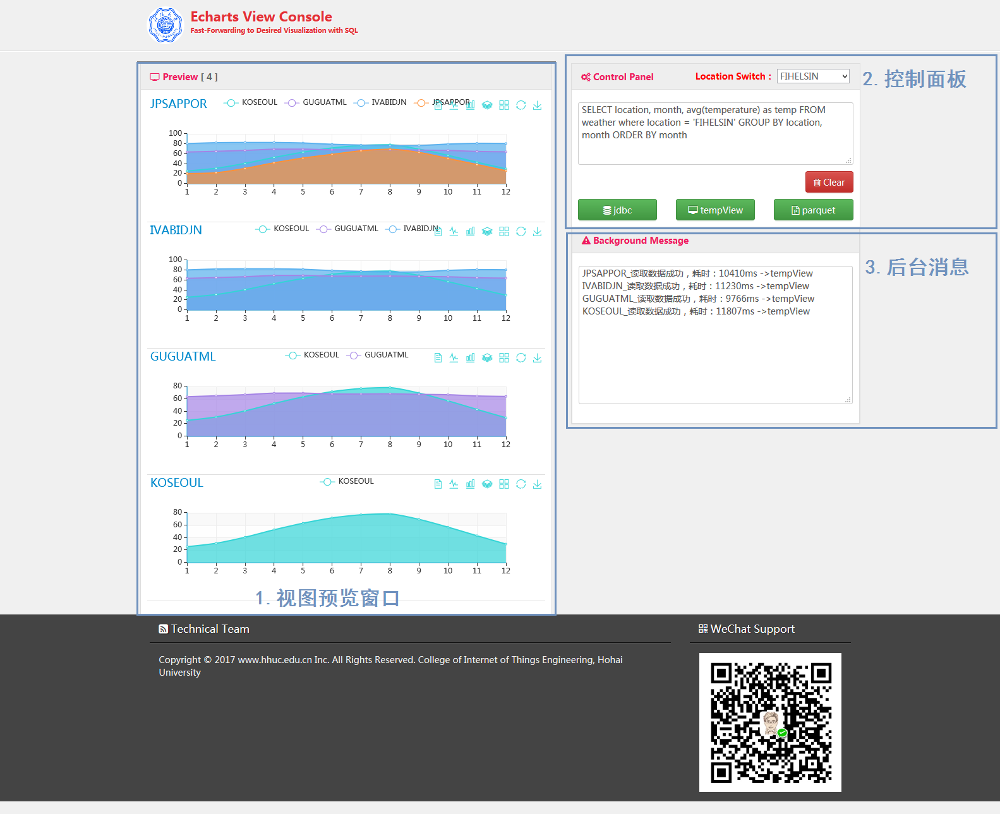 Echarts View Console
Fast-Forwarding to Desired Visualization with SQL
Preview [ 4 ]
JPSAPPOR
KOSEOUL GUGUATML IVABIDJN JPSAPPOR
100
80
60
40
20
0
1 2 3 4 5 6 7 8 9 10 11 12
IVABIDJN
KOSEOUL GUGUATML IVABIDJN
100
80
60
40
20
0
1 2 3 4 5 6 7 8 9 10 11 12
GUGUATML
KOSEOUL GUGUATML
80
60
40
20
0
1 2 3 4 5 6 7 8 9 10 11 12
KOSEOUL
KOSEOUL
80
60
40
20
0
1 2 3 4 5 6 7 8 9 10 11 12
1. 视图预览窗口
Control Panel
Location Switch :
FIHELSIN
2. 控制面板
SELECT location, month, avg(temperature) as temp FROM
weather where location = 'FIHELSIN' GROUP BY location,
month ORDER BY month
Clear
jdbc
tempView
parquet
Background Message
3. 后台消息
JPSAPPOR_读取数据成功，耗时：10410ms ->tempView
IVABIDJN_读取数据成功，耗时：11230ms ->tempView
GUGUATML_读取数据成功，耗时：9766ms ->tempView
KOSEOUL_读取数据成功，耗时：11807ms ->tempView
Technical Team
Copyright © 2017 www.hhuc.edu.cn Inc. All Rights Reserved. College of Internet of Things Engineering, Hohai
University
WeChat Support